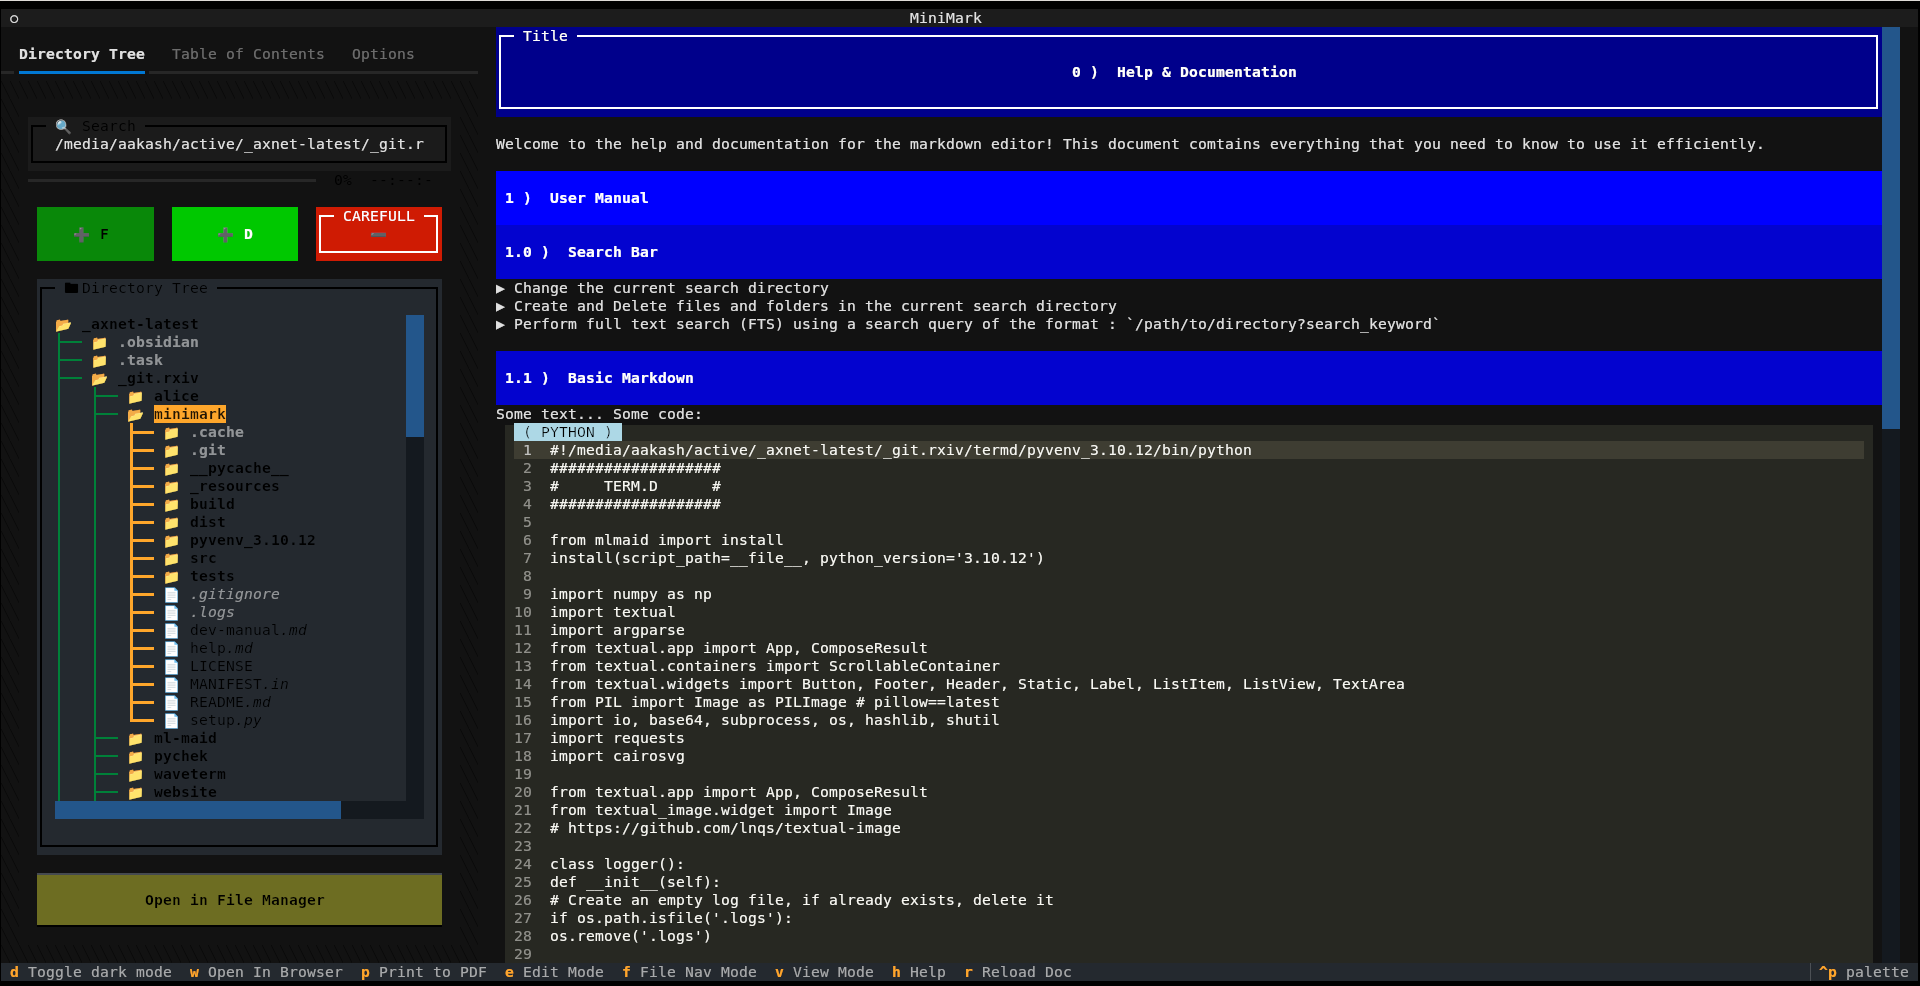 MiniMark
Directory Tree Table of Contents Options
Search
/media/aakash/active/_axnet-latest/_git.r
0% --:--:-
F
D
CAREFULL
Directory Tree
_axnet-latest
.obsidian
.task
_git.rxiv
alice
minimark
.cache
.git
__pycache__
_resources
build
dist
pyvenv_3.10.12
src
tests
.gitignore
.logs
dev-manual.md
help.md
LICENSE
MANIFEST.in
README.md
setup.py
ml-maid
pychek
waveterm
website
Open in File Manager
Title
0 ) Help & Documentation
Welcome to the help and documentation for the markdown editor! This document comtains everything that you need to know to use it efficiently.
1 ) User Manual
1.0 ) Search Bar
▶ Change the current search directory
▶ Create and Delete files and folders in the current search directory
▶ Perform full text search (FTS) using a search query of the format : `/path/to/directory?search_keyword`
1.1 ) Basic Markdown
Some text... Some code:
( PYTHON )
1 #!/media/aakash/active/_axnet-latest/_git.rxiv/termd/pyvenv_3.10.12/bin/python
2 ###################
3 #     TERM.D      #
4 ###################
5
6 from mlmaid import install
7 install(script_path=__file__, python_version='3.10.12')
8
9 import numpy as np
10 import textual
11 import argparse
12 from textual.app import App, ComposeResult
13 from textual.containers import ScrollableContainer
14 from textual.widgets import Button, Footer, Header, Static, Label, ListItem, ListView, TextArea
15 from PIL import Image as PILImage # pillow==latest
16 import io, base64, subprocess, os, hashlib, shutil
17 import requests
18 import cairosvg
19
20 from textual.app import App, ComposeResult
21 from textual_image.widget import Image
22 # https://github.com/lnqs/textual-image
23
24 class logger():
25 def __init__(self):
26 # Create an empty log file, if already exists, delete it
27 if os.path.isfile('.logs'):
28 os.remove('.logs')
29
d Toggle dark mode w Open In Browser p Print to PDF e Edit Mode f File Nav Mode v View Mode h Help r Reload Doc ^p palette